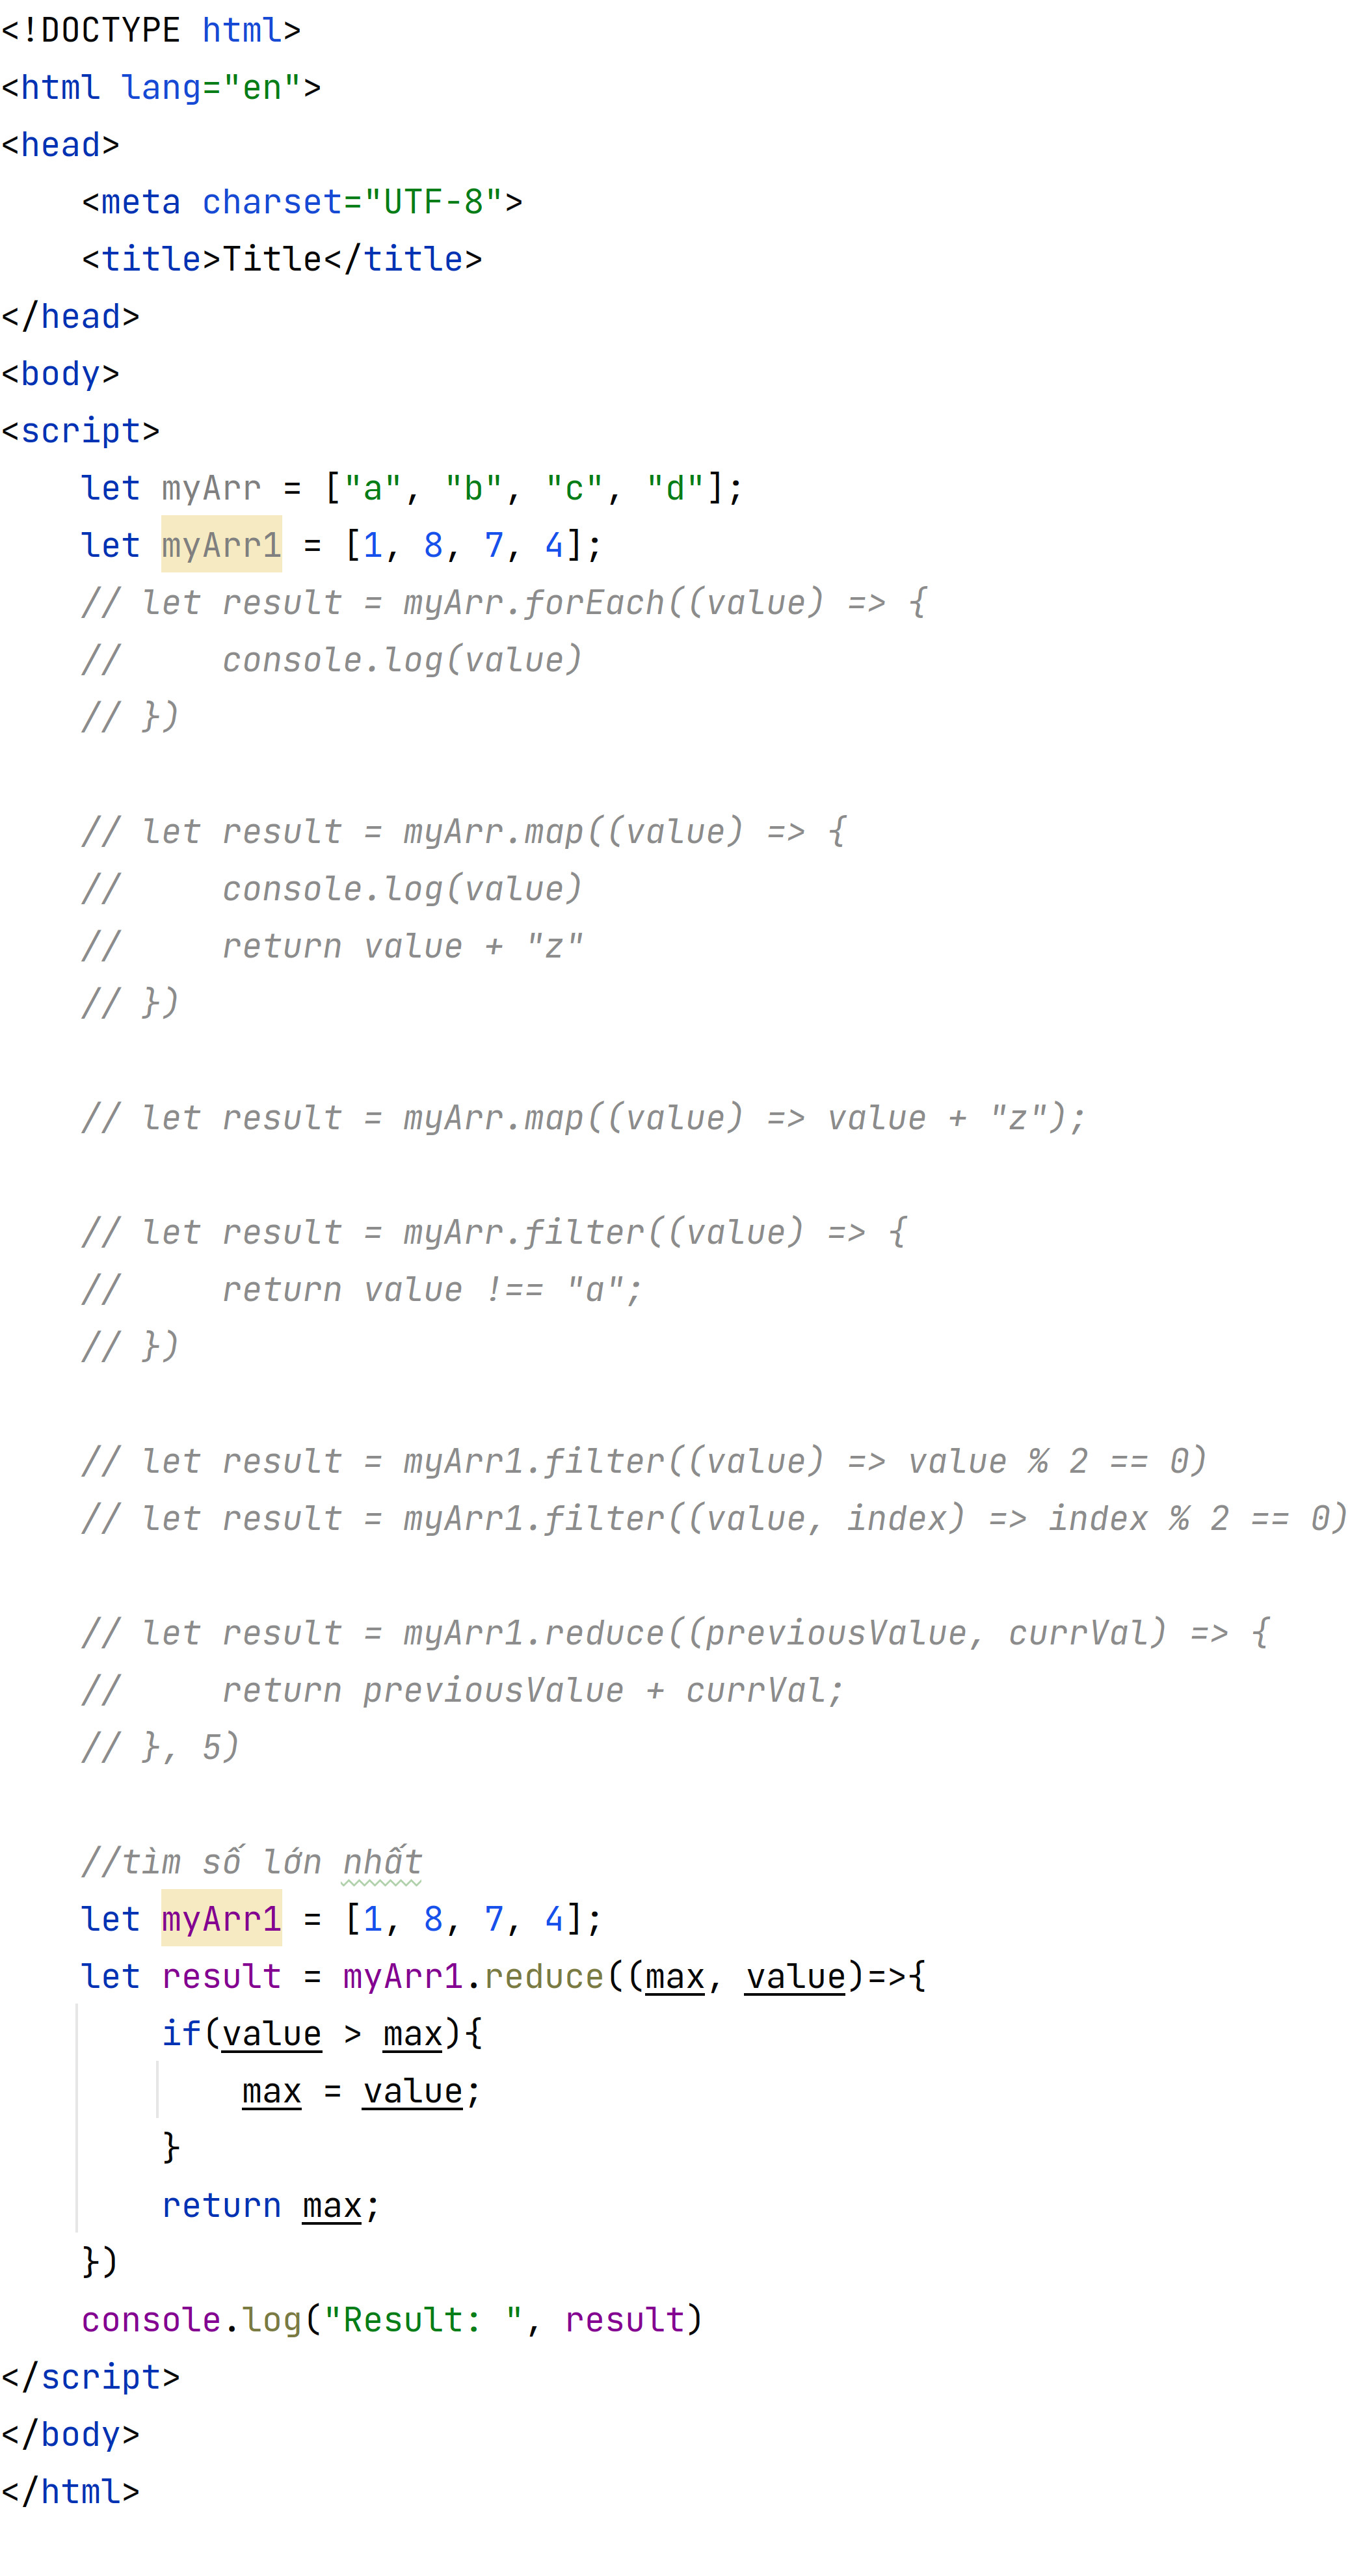 <!DOCTYPE html>
<html lang="en">
<head>
    <meta charset="UTF-8">
    <title>Title</title>
</head>
<body>
<script>
    let myArr = ["a", "b", "c", "d"];
    let myArr1 = [1, 8, 7, 4];
    // let result = myArr.forEach((value) => {
    //     console.log(value)
    // })

    // let result = myArr.map((value) => {
    //     console.log(value)
    //     return value + "z"
    // })

    // let result = myArr.map((value) => value + "z");

    // let result = myArr.filter((value) => {
    //     return value !== "a";
    // })

    // let result = myArr1.filter((value) => value % 2 == 0)
    // let result = myArr1.filter((value, index) => index % 2 == 0)

    // let result = myArr1.reduce((previousValue, currVal) => {
    //     return previousValue + currVal;
    // }, 5)

    //tìm số lớn nhất
    let myArr1 = [1, 8, 7, 4];
    let result = myArr1.reduce((max, value)=>{
        if(value > max){
            max = value;
        }
        return max;
    })
    console.log("Result: ", result)
</script>
</body>
</html>